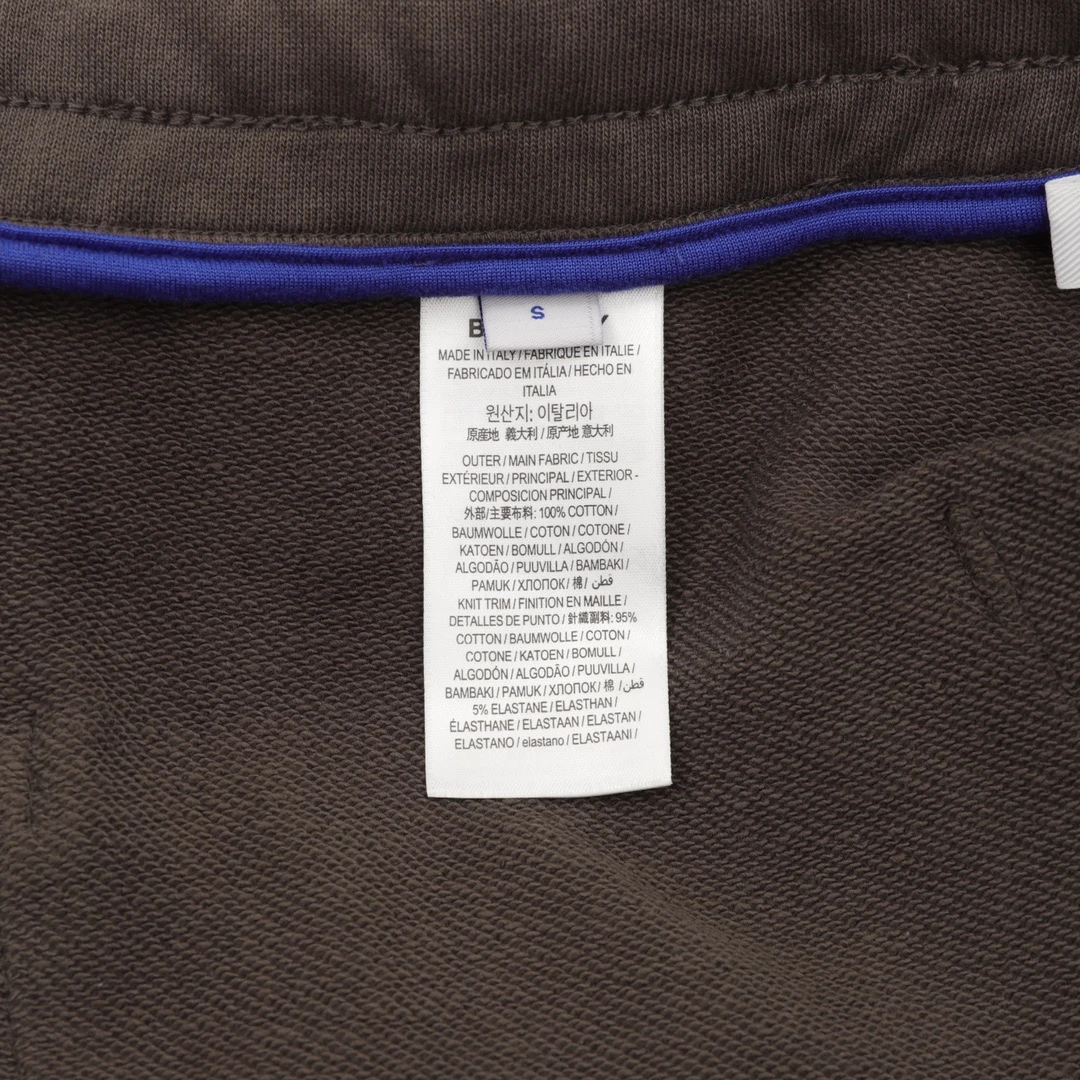 S
MADE IN ITALY / FABRIQUÉ EN ITALIE /
FABRICADO EM ITÁLIA / HECHO EN
ITALIA
원산지: 이탈리아
原産地 義大利 / 原产地 意大利
OUTER / MAIN FABRIC / TISSU
EXTÉRIEUR / PRINCIPAL / EXTERIOR -
COMPOSICION PRINCIPAL /
外部/主要布料: 100% COTTON /
BAUMWOLLE / COTON / COTONE /
KATOEN / BOMULL / ALGODÓN /
ALGODÃO / PUUVILLA / BAMBAKI /
PAMUK / ХЛОПОК / 棉 / قطن
KNIT TRIM / FINITION EN MAILLE /
DETALLES DE PUNTO / 針織副料: 95%
COTTON / BAUMWOLLE / COTON /
COTONE / KATOEN / BOMULL /
ALGODÓN / ALGODÃO / PUUVILLA /
BAMBAKI / PAMUK / ХЛОПОК / 棉 / قطن
5% ELASTANE / ELASTHAN /
ÉLASTHANE / ELASTAAN / ELASTAN /
ELASTANO / elastano / ELASTAANI /